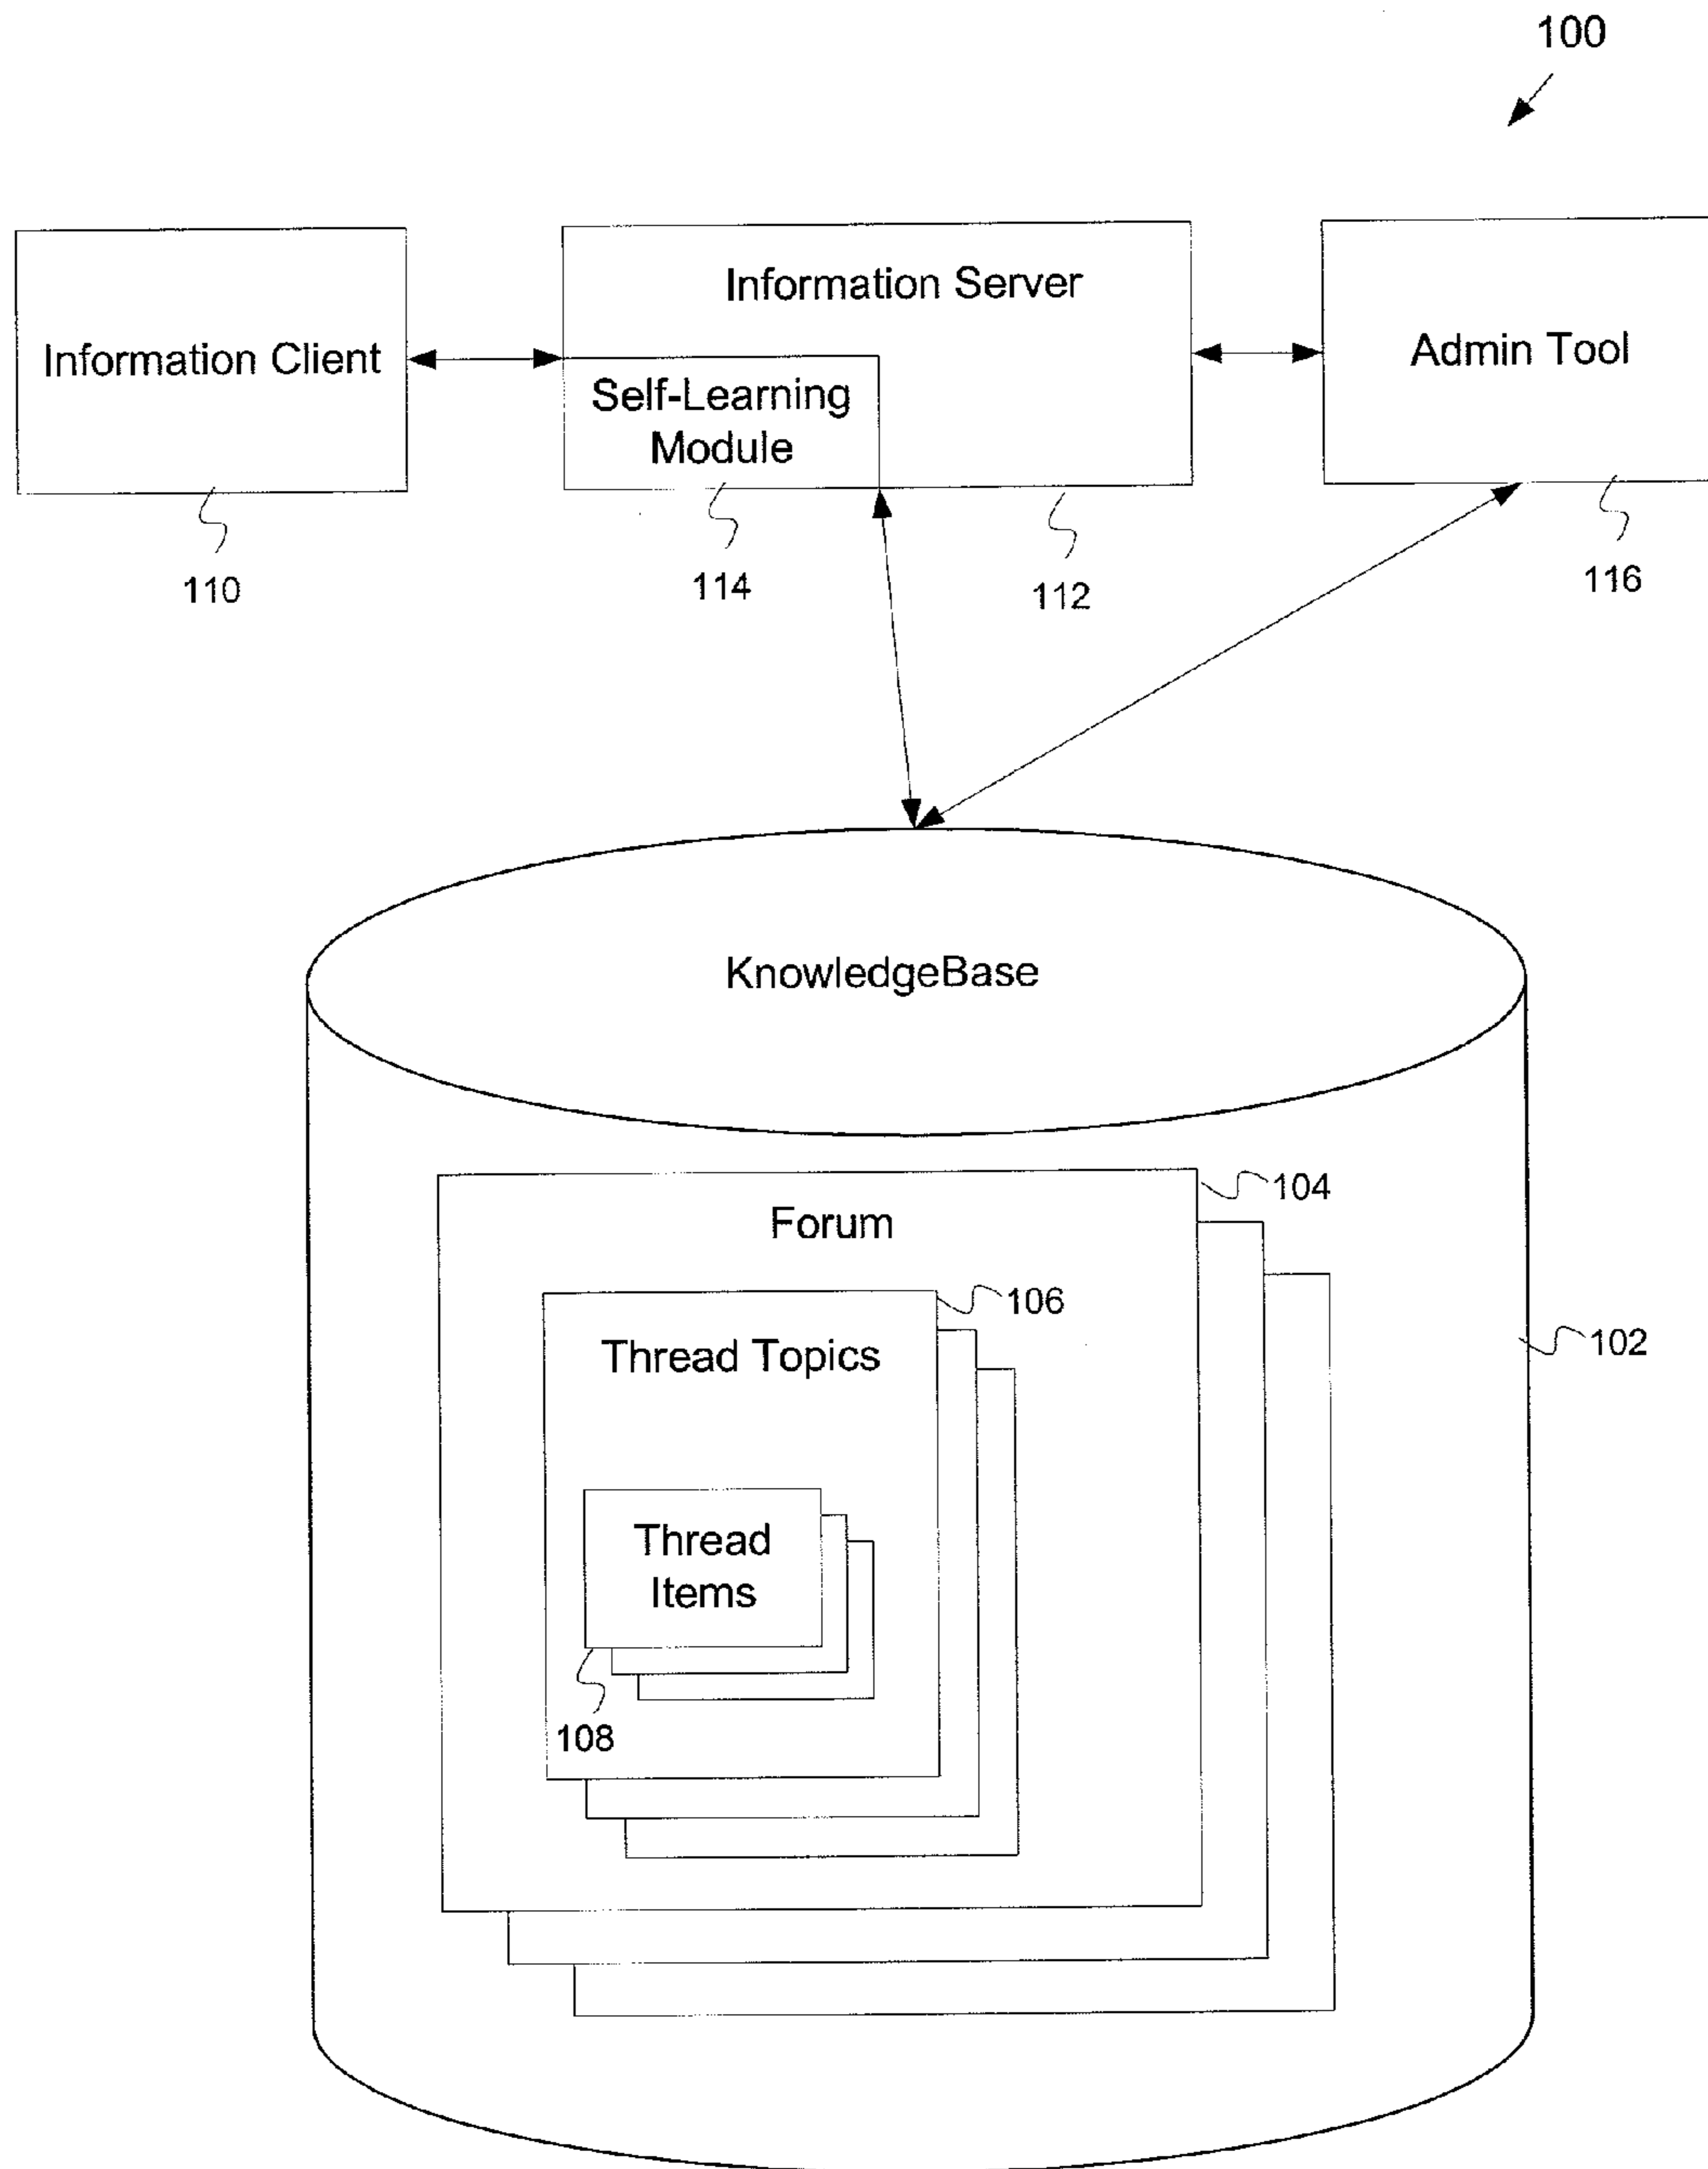 100
Information Client
Information Server
Self-Learning
Module
Admin Tool
110
114
112
116
KnowledgeBase
104
Forum
106
Thread Topics
102
Thread
Items
108